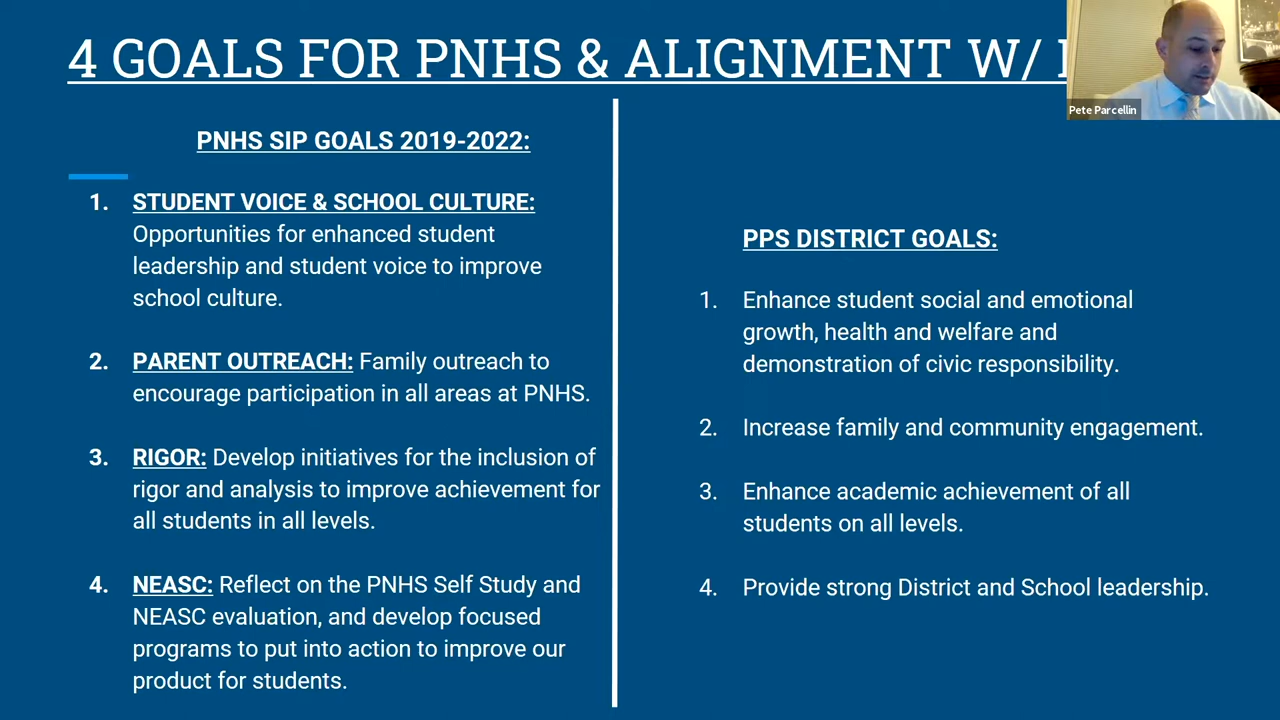 4 GOALS FOR PNHS & ALIGNMENT W/
Pete Parcellin
PNHS SIP GOALS 2019-2022:
1. STUDENT VOICE & SCHOOL CULTURE:
Opportunities for enhanced student
leadership and student voice to improve
school culture.
2. PARENT OUTREACH: Family outreach to
encourage participation in all areas at PNHS.
3. RIGOR: Develop initiatives for the inclusion of
rigor and analysis to improve achievement for
all students in all levels.
4. NEASC: Reflect on the PNHS Self Study and
NEASC evaluation, and develop focused
programs to put into action to improve our
product for students.
PPS DISTRICT GOALS:
1. Enhance student social and emotional
growth, health and welfare and
demonstration of civic responsibility.
2. Increase family and community engagement.
3. Enhance academic achievement of all
students on all levels.
4. Provide strong District and School leadership.